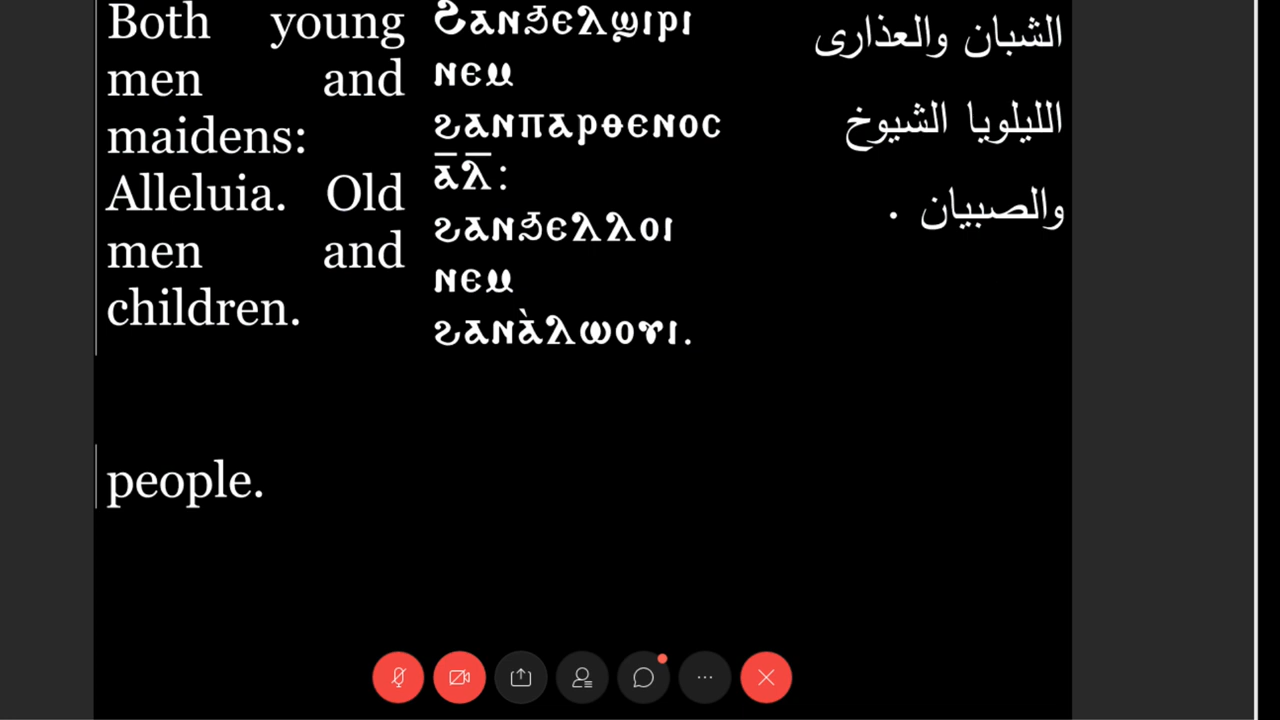 Both young
men and
maidens:
Alleluia. Old
men and
children.
people.
Ϩⲁⲛϧⲉⲗϣⲓⲣⲓ
ⲛⲉⲙ
ϩⲁⲛⲡⲁⲣⲑⲉⲛⲟⲥ
ⲁ̅ⲗ̅:
ϩⲁⲛϧⲉⲗⲗⲟⲓ
ⲛⲉⲙ
ϩⲁⲛⲁ̀ⲗⲱⲟⲩⲓ.
الشبان والعذارى
الليلويا الشيوخ
والصبيان .